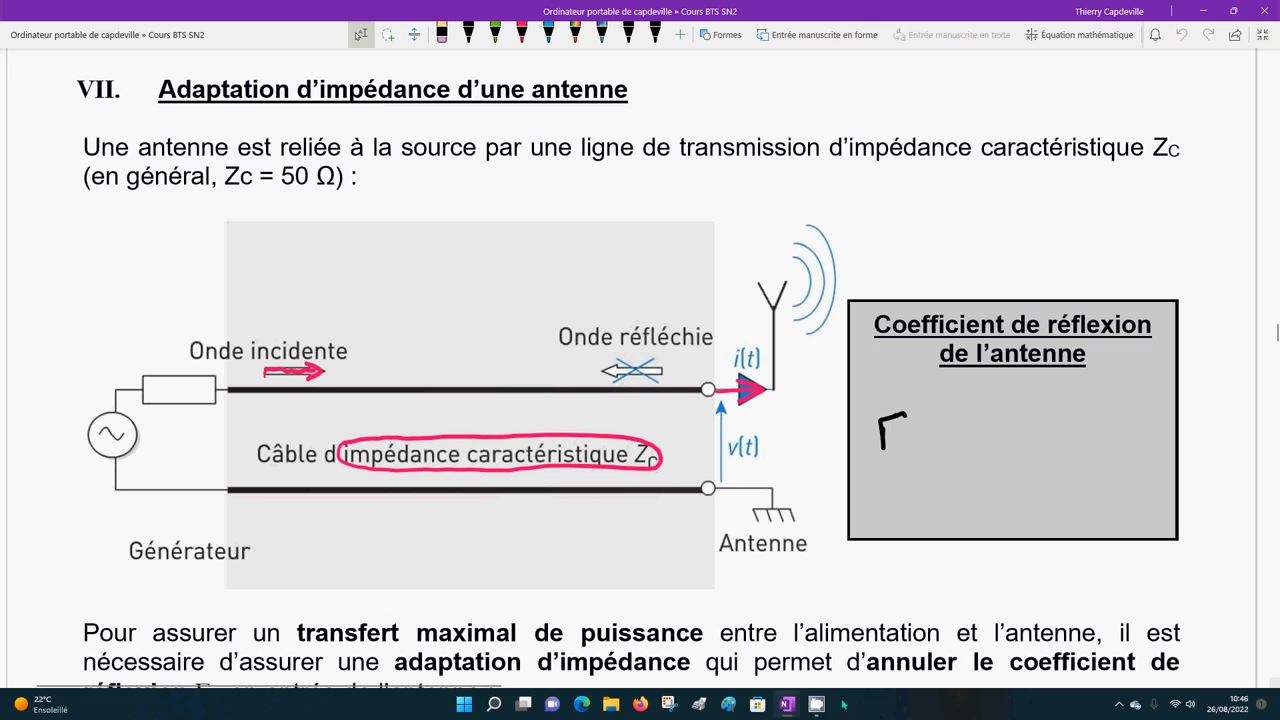 Ordinateur portable de capdeville » Cours BTS SN2
Thierry Capdeville
Ordinateur portable de capdeville » Cours BTS SN2
Formes
Entrée manuscrite en forme
Entrée manuscrite en texte
Équation mathématique
VII. Adaptation d’impédance d’une antenne
Une antenne est reliée à la source par une ligne de transmission d’impédance caractéristique ZC
(en général, Zc = 50 Ω) :
Onde incidente
Onde réfléchie
i(t)
Câble d'impédance caractéristique Zc
v(t)
Générateur
Antenne
Coefficient de réflexion
de l’antenne
Γ
Pour assurer un transfert maximal de puissance entre l’alimentation et l’antenne, il est
nécessaire d’assurer une adaptation d’impédance qui permet d’annuler le coefficient de
22°C
Ensoleillé
10:46
26/08/2022